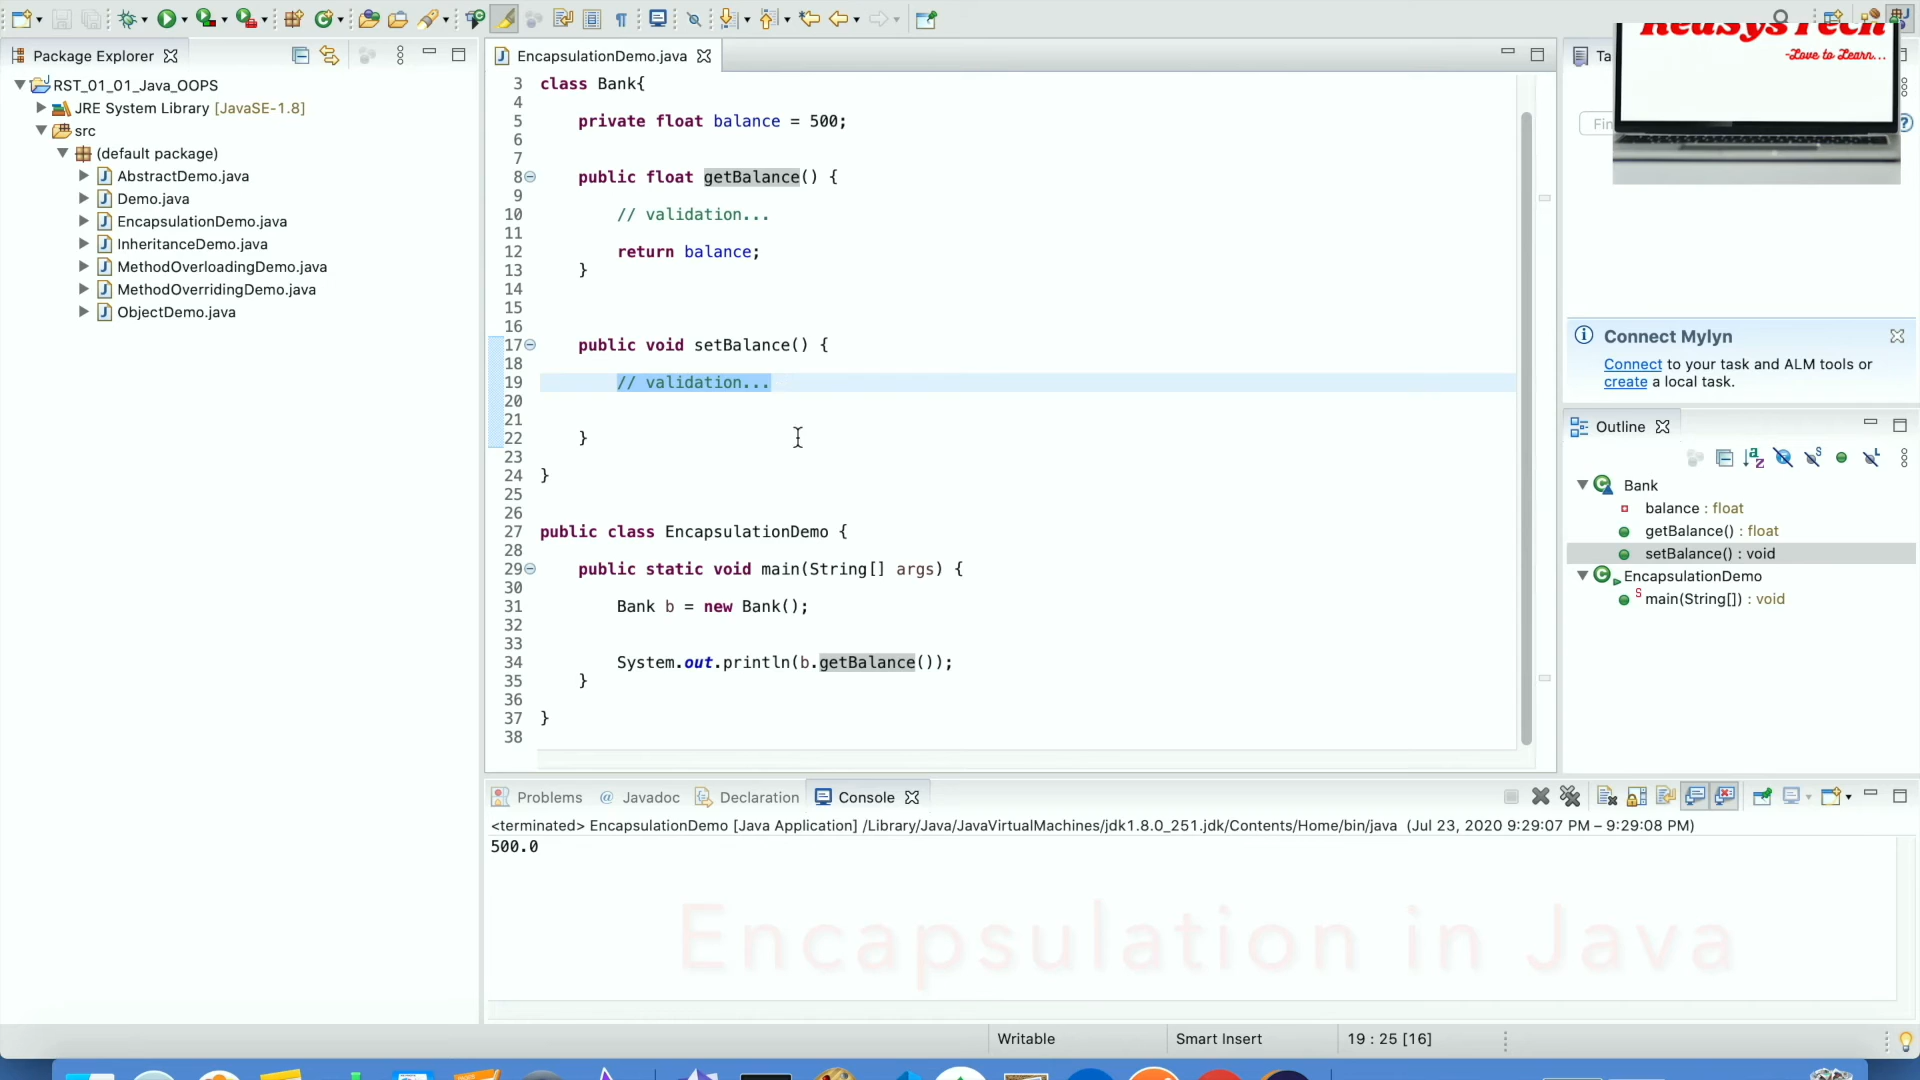 Package Explorer
EncapsulationDemo.java
Ta
RedSysTech
-Love to Learn...
RST_01_01_Java_OOPS
JRE System Library [JavaSE-1.8]
src
(default package)
AbstractDemo.java
Demo.java
EncapsulationDemo.java
InheritanceDemo.java
MethodOverloadingDemo.java
MethodOverridingDemo.java
ObjectDemo.java
3 class Bank{
4
5 private float balance = 500;
6
7
8 public float getBalance() {
9
10 // validation...
11
12 return balance;
13 }
14
15
16
17 public void setBalance() {
18
19 // validation...
20
21
22 }
23
24 }
25
26
27 public class EncapsulationDemo {
28
29 public static void main(String[] args) {
30
31 Bank b = new Bank();
32
33
34 System.out.println(b.getBalance());
35 }
36
37 }
38
Fin
Connect Mylyn
Connect to your task and ALM tools or
create a local task.
Outline
Bank
balance : float
getBalance() : float
setBalance() : void
EncapsulationDemo
main(String[]) : void
Problems @ Javadoc Declaration Console
<terminated> EncapsulationDemo [Java Application] /Library/Java/JavaVirtualMachines/jdk1.8.0_251.jdk/Contents/Home/bin/java (Jul 23, 2020 9:29:07 PM – 9:29:08 PM)
500.0
Encapsulation in Java
Writable
Smart Insert
19 : 25 [16]